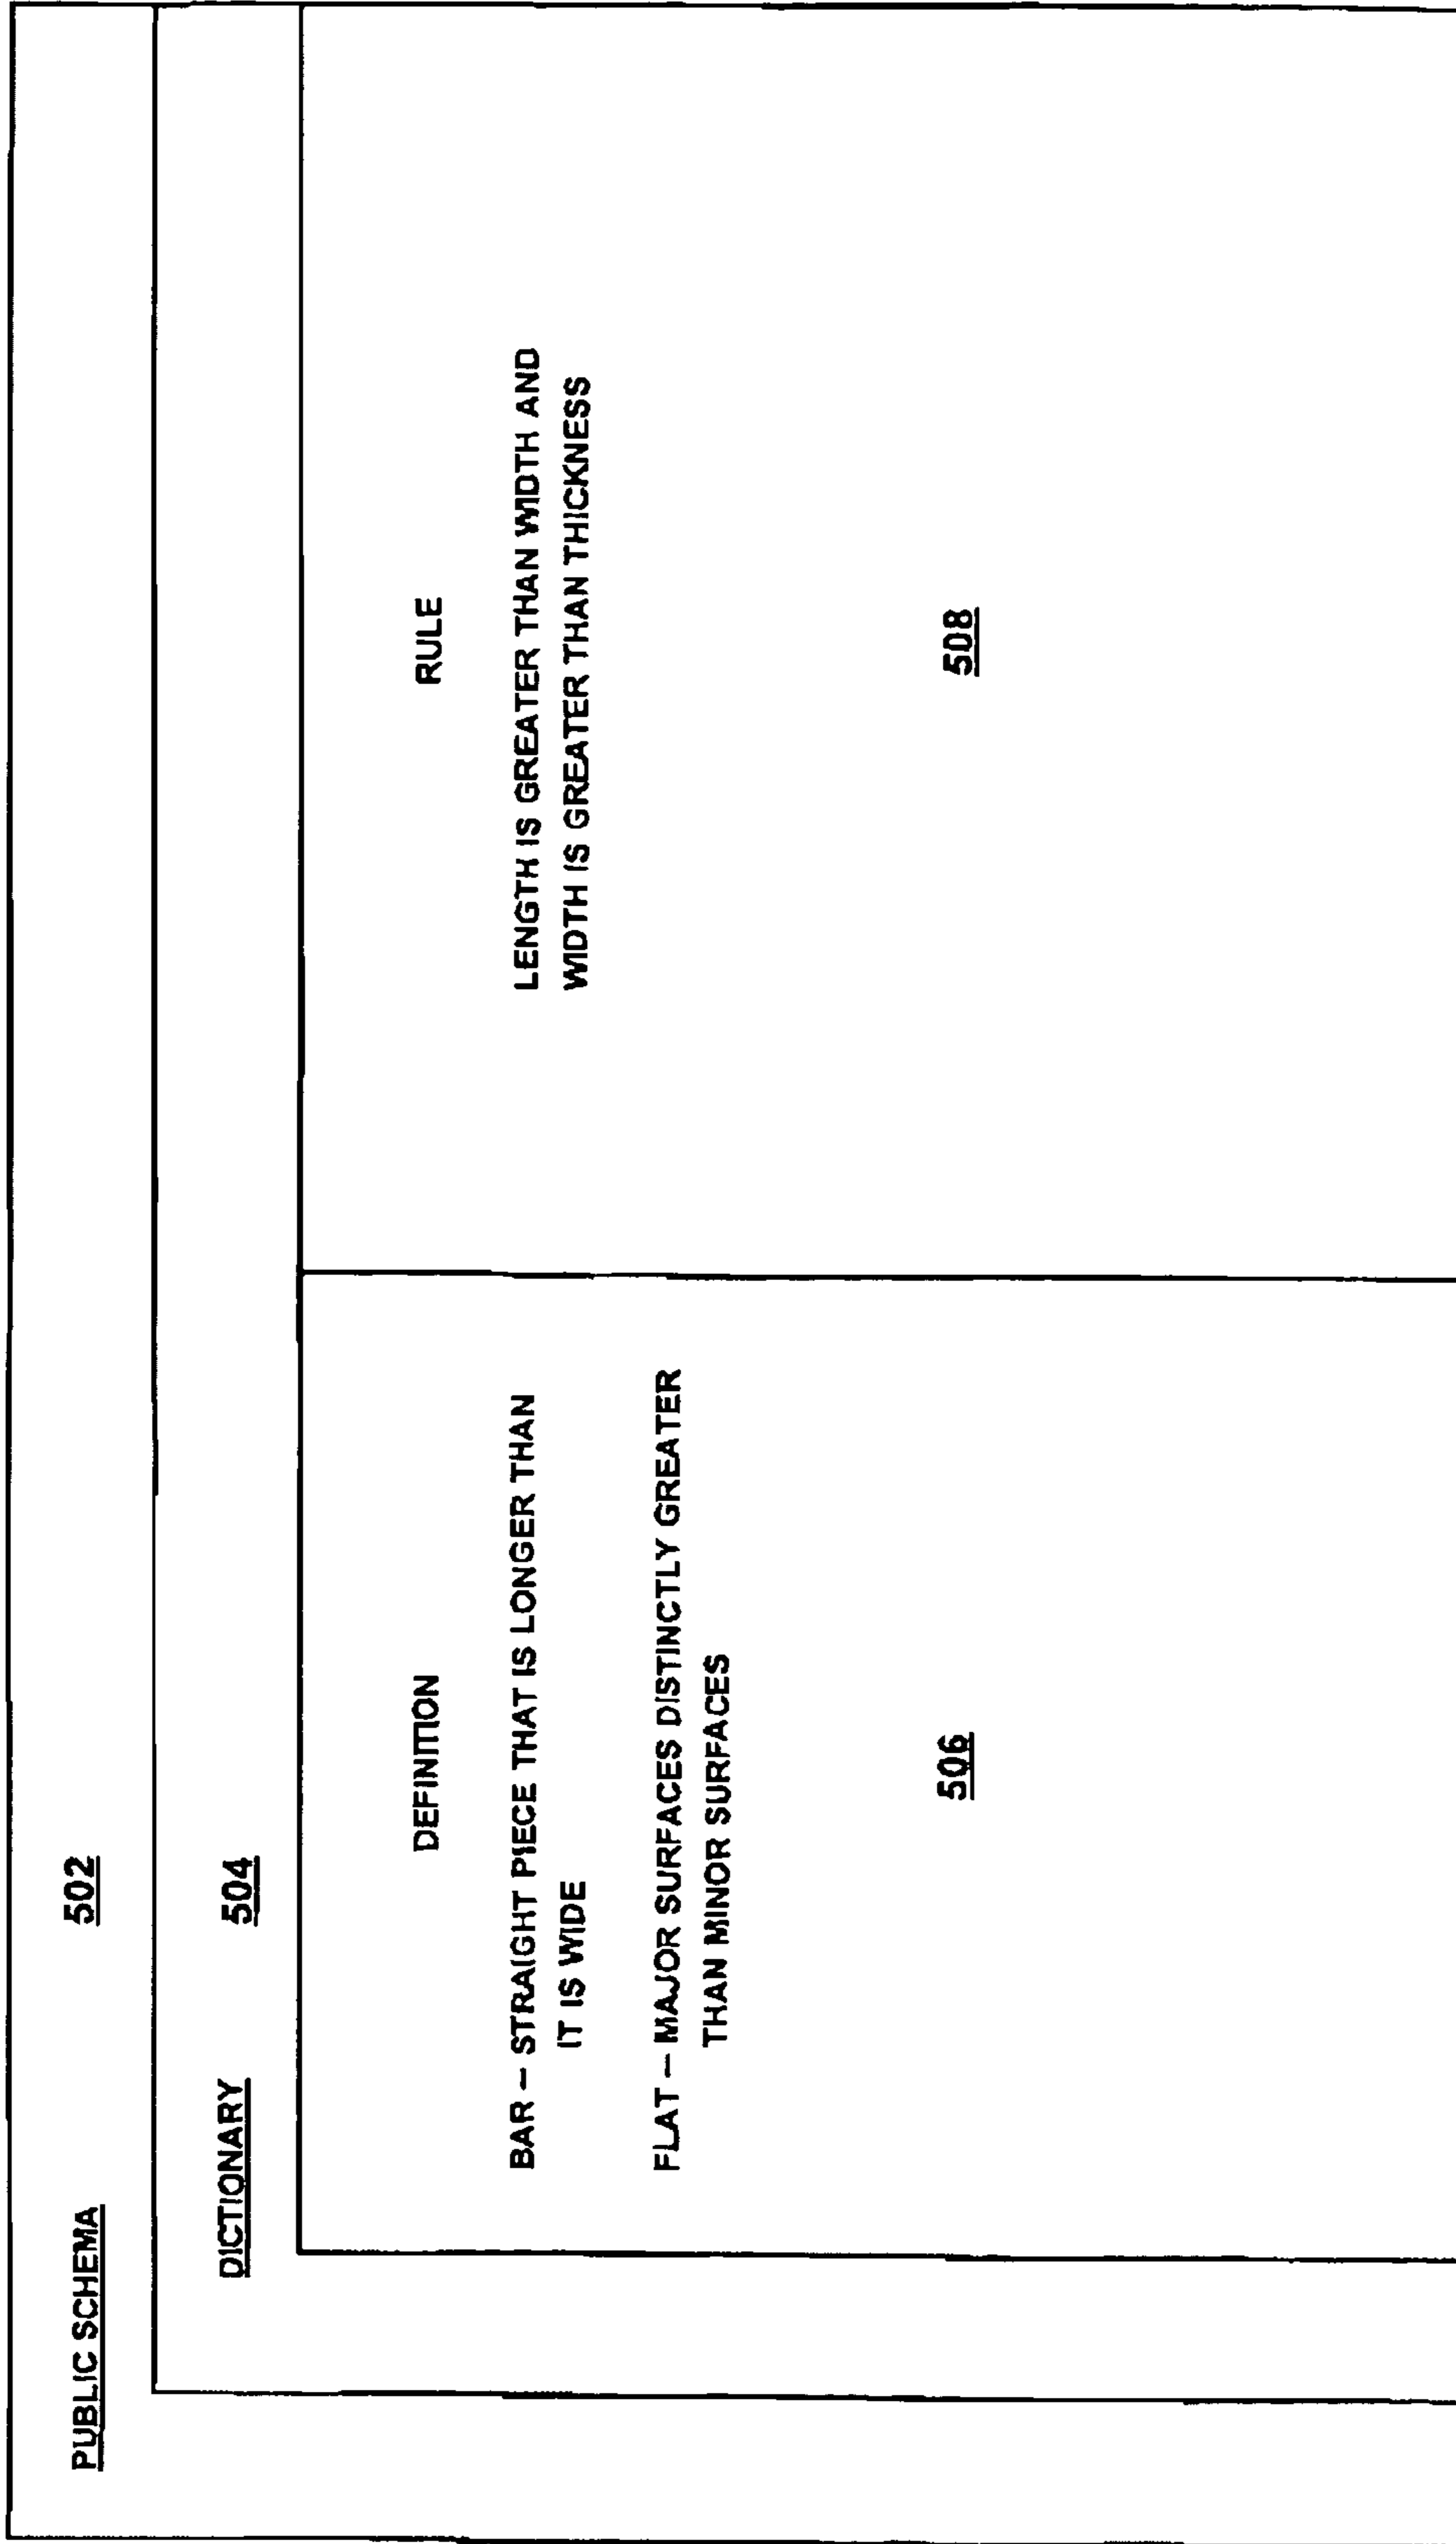 PUBLIC SCHEMA 502
DICTIONARY 504
DEFINITION
BAR – STRAIGHT PIECE THAT IS LONGER THAN
IT IS WIDE
FLAT – MAJOR SURFACES DISTINCTLY GREATER
THAN MINOR SURFACES
506
RULE
LENGTH IS GREATER THAN WIDTH AND
WIDTH IS GREATER THAN THICKNESS
508